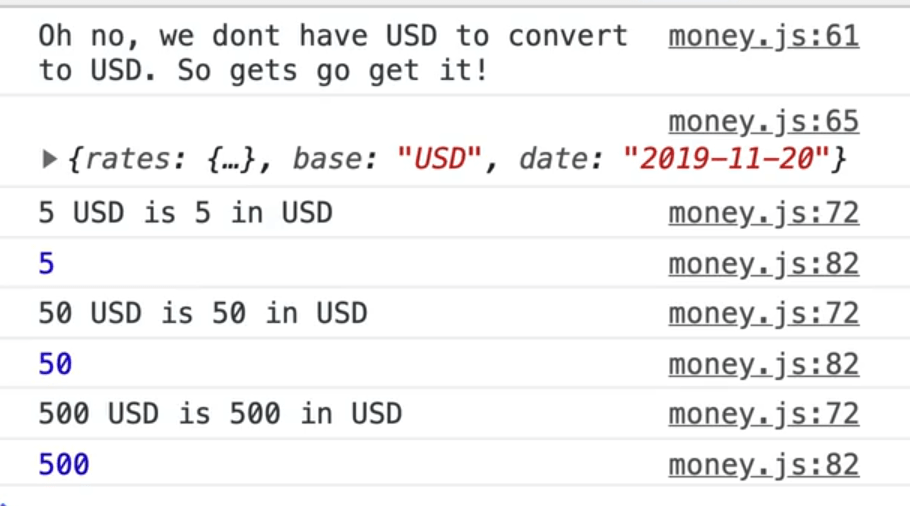 Oh no, we dont have USD to convert money.js:61
to USD. So gets go get it!
money.js:65
▶ {rates: {…}, base: "USD", date: "2019-11-20"}
5 USD is 5 in USD money.js:72
5 money.js:82
50 USD is 50 in USD money.js:72
50 money.js:82
500 USD is 500 in USD money.js:72
500 money.js:82